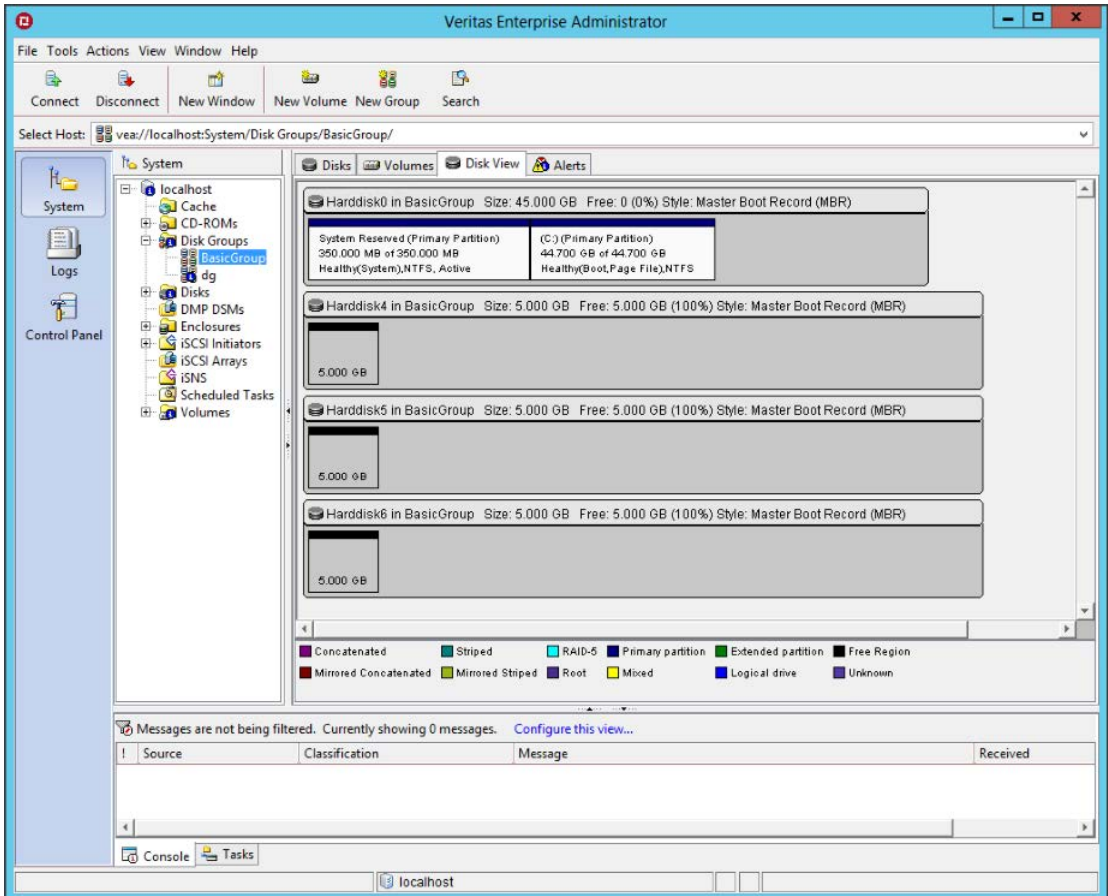 Veritas Enterprise Administrator
File Tools Actions View Window Help
Connect Disconnect New Window New Volume New Group Search
Select Host: vea://localhost:System/Disk Groups/BasicGroup/
System
Logs
Control Panel
System
localhost
Cache
CD-ROMs
Disk Groups
BasicGroup
dg
Disks
DMP DSMs
Enclosures
iSCSI Initiators
iSCSI Arrays
iSNS
Scheduled Tasks
Volumes
Disks Volumes Disk View Alerts
Harddisk0 in BasicGroup Size: 45.000 GB Free: 0 (0%) Style: Master Boot Record (MBR)
System Reserved (Primary Partition)
350.000 MB of 350.000 MB
Healthy(System),NTFS, Active
(C:) (Primary Partition)
44.700 GB of 44.700 GB
Healthy(Boot,Page File),NTFS
Harddisk4 in BasicGroup Size: 5.000 GB Free: 5.000 GB (100%) Style: Master Boot Record (MBR)
5.000 GB
Harddisk5 in BasicGroup Size: 5.000 GB Free: 5.000 GB (100%) Style: Master Boot Record (MBR)
5.000 GB
Harddisk6 in BasicGroup Size: 5.000 GB Free: 5.000 GB (100%) Style: Master Boot Record (MBR)
5.000 GB
Concatenated Striped RAID-5 Primary partition Extended partition Free Region
Mirrored Concatenated Mirrored Striped Root Mixed Logical drive Unknown
Messages are not being filtered. Currently showing 0 messages. Configure this view...
! Source Classification Message Received
Console Tasks
localhost